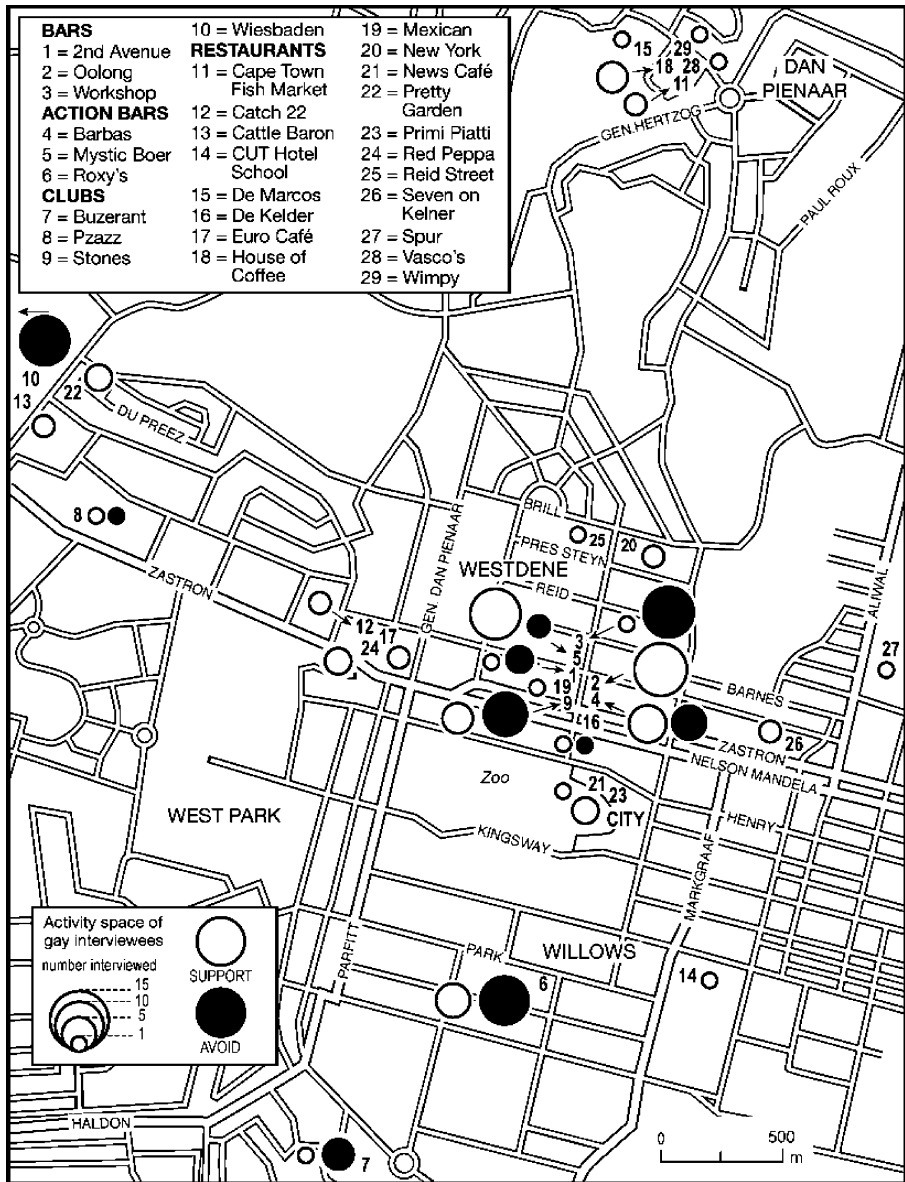 BARS
1 = 2nd Avenue
2 = Oolong
3 = Workshop
ACTION BARS
4 = Barbas
5 = Mystic Boer
6 = Roxy's
CLUBS
7 = Buzerant
8 = Pzazz
9 = Stones
10 = Wiesbaden
RESTAURANTS
11 = Cape Town
Fish Market
12 = Catch 22
13 = Cattle Baron
14 = CUT Hotel
School
15 = De Marcos
16 = De Kelder
17 = Euro Café
18 = House of
Coffee
19 = Mexican
20 = New York
21 = News Café
22 = Pretty
Garden
23 = Primi Piatti
24 = Red Peppa
25 = Reid Street
26 = Seven on
Kelner
27 = Spur
28 = Vasco's
29 = Wimpy
15
29
18
28
11
DAN
PIENAAR
GEN.HERTZOG
PAUL ROUX
10
22
13
DU PREEZ
8
ZASTRON
GEN. DAN PIENAAR
BRILL
25
PRES STEYN
20
WESTDENE
REID
ALIWAL
12
17
24
3
5
1
2
19
9
4
16
27
BARNES
26
ZASTRON
NELSON MANDELA
Zoo
21
23
CITY
HENRY
WEST PARK
KINGSWAY
MARKGRAAF
PARFITT
PARK
WILLOWS
6
14
Activity space of
gay interviewees
number interviewed
15
10
5
1
SUPPORT
AVOID
HALDON
7
0
500
m